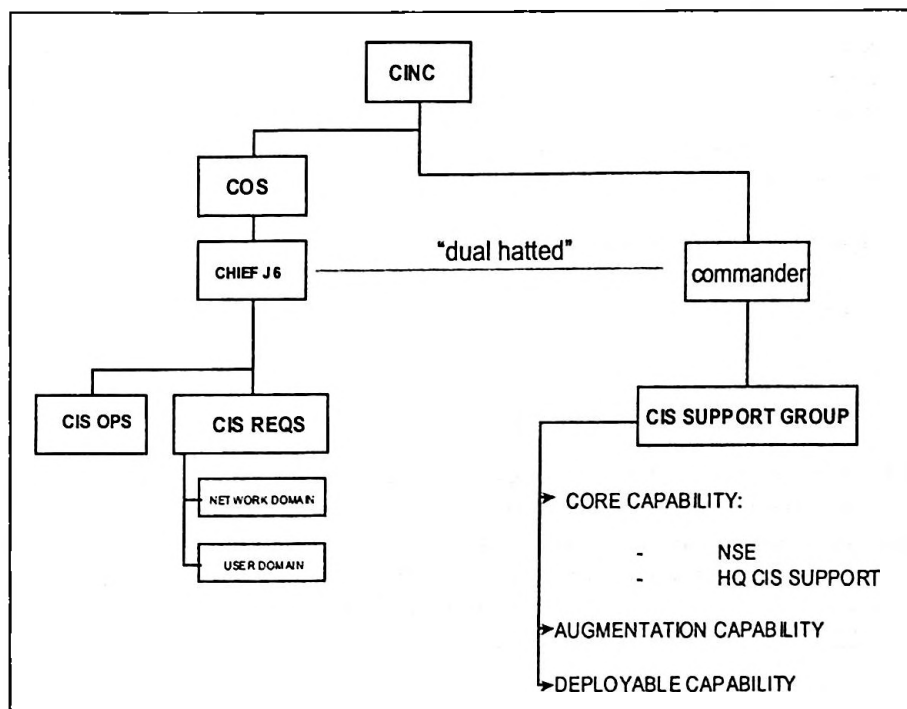 CINC
COS
CHIEF J6
"dual hatted"
commander
CIS OPS
CIS REQS
CIS SUPPORT GROUP
NETWORK DOMAIN
USER DOMAIN
CORE CAPABILITY:
- NSE
- HQ CIS SUPPORT
AUGMENTATION CAPABILITY
DEPLOYABLE CAPABILITY